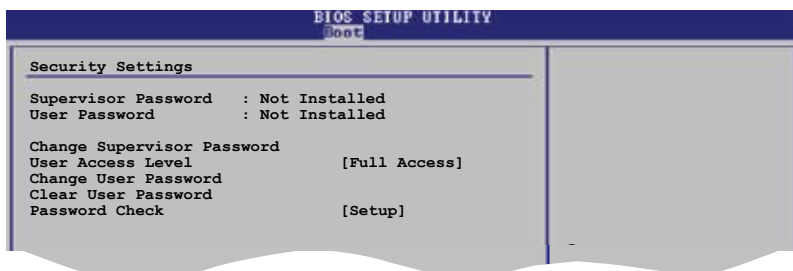 BIOS SETUP UTILITY
Boot
Security Settings
Supervisor Password : Not Installed
User Password : Not Installed
Change Supervisor Password
User Access Level [Full Access]
Change User Password
Clear User Password
Password Check [Setup]